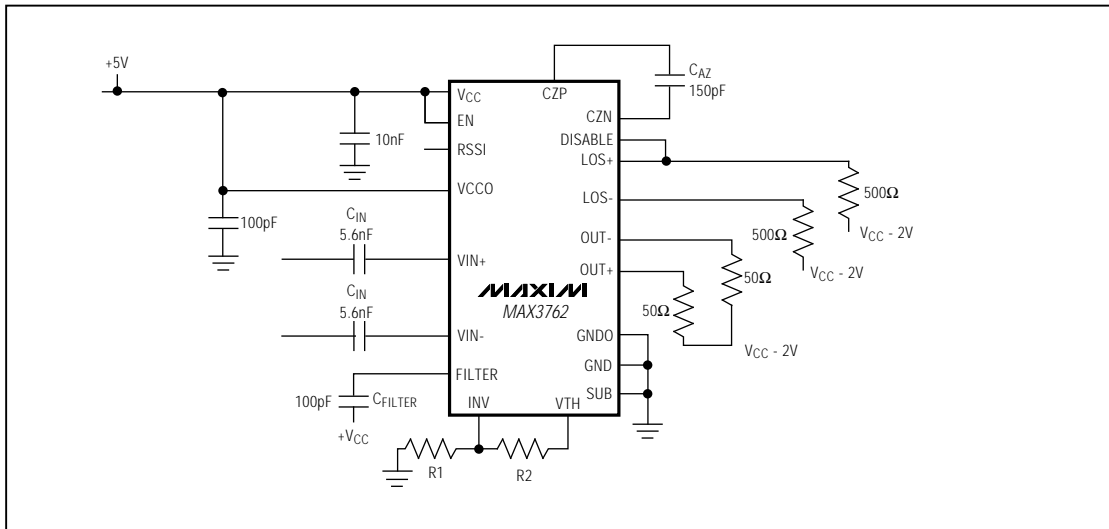 +5V
CAZ
150pF
VCC
CZP
EN
CZN
10nF
DISABLE
RSSI
LOS+
VCCO
500Ω
LOS-
100pF
CIN
5.6nF
500Ω
VCC - 2V
OUT-
VIN+
OUT+
VCC - 2V
50Ω
MAXIM
MAX3762
CIN
5.6nF
50Ω
VIN-
GNDO
VCC - 2V
GND
FILTER
SUB
100pF
CFILTER
INV
VTH
+VCC
R1
R2